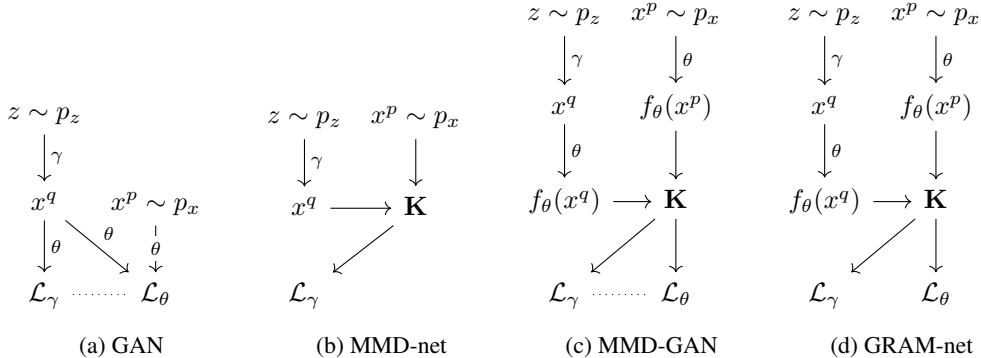 z ∼ p_z
γ
x^q
x^p ∼ p_x
θ
θ
θ
ℒ_γ
ℒ_θ
(a) GAN
z ∼ p_z
x^p ∼ p_x
γ
x^q
K
ℒ_γ
(b) MMD-net
z ∼ p_z
x^p ∼ p_x
γ
θ
x^q
f_θ(x^p)
θ
f_θ(x^q)
K
ℒ_γ
ℒ_θ
(c) MMD-GAN
z ∼ p_z
x^p ∼ p_x
γ
θ
x^q
f_θ(x^p)
θ
f_θ(x^q)
K
ℒ_γ
ℒ_θ
(d) GRAM-net